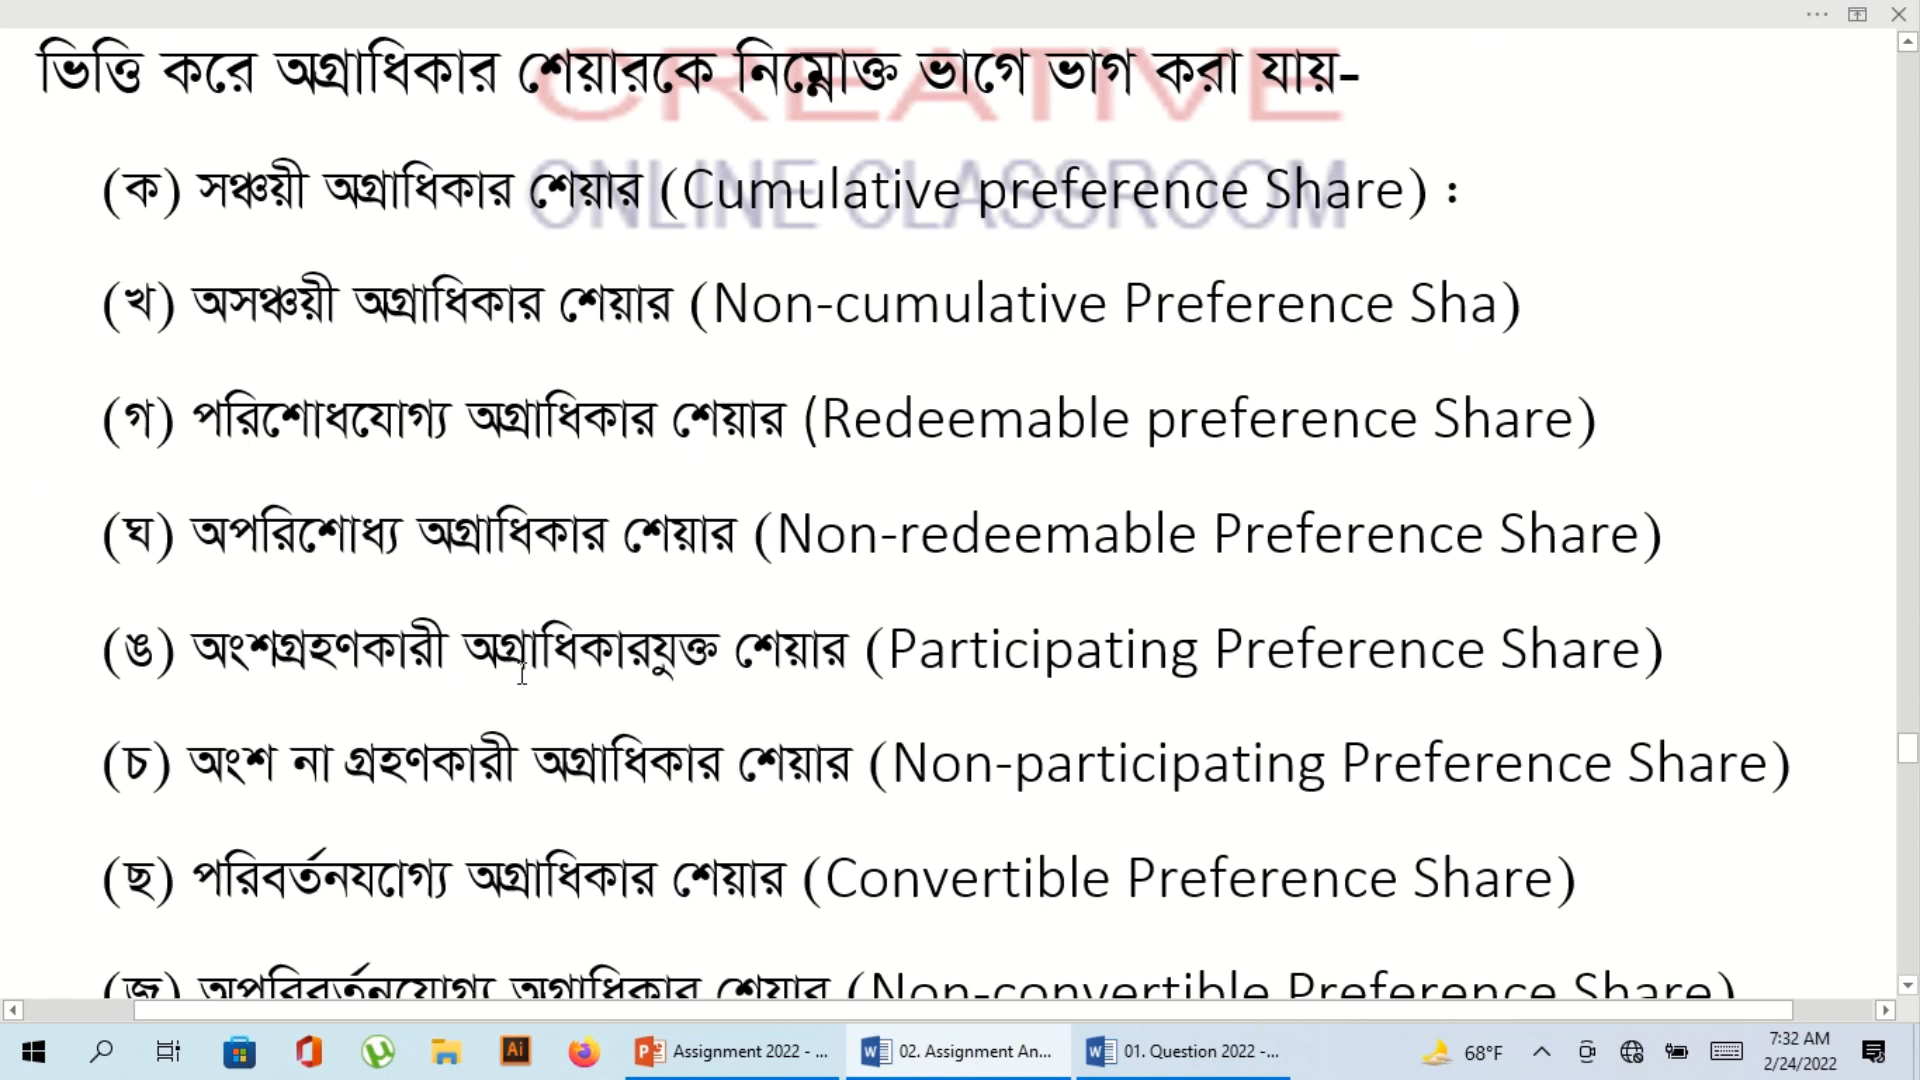 ভিত্তি করে অগ্রাধিকার শেয়ারকে নিম্নোক্ত ভাগে ভাগ করা যায়-
CREATIVE
(ক) সঞ্চয়ী অগ্রাধিকার শেয়ার (Cumulative preference Share) :
ONLINE CLASSROOM
(খ) অসঞ্চয়ী অগ্রাধিকার শেয়ার (Non-cumulative Preference Sha)
(গ) পরিশোধযোগ্য অগ্রাধিকার শেয়ার (Redeemable preference Share)
(ঘ) অপরিশোধ্য অগ্রাধিকার শেয়ার (Non-redeemable Preference Share)
(ঙ) অংশগ্রহণকারী অগ্রাধিকারযুক্ত শেয়ার (Participating Preference Share)
(চ) অংশ না গ্রহণকারী অগ্রাধিকার শেয়ার (Non-participating Preference Share)
(ছ) পরিবর্তনযোগ্য অগ্রাধিকার শেয়ার (Convertible Preference Share)
(জ) অপরিবর্তনযোগ্য অগ্রাধিকার শেয়ার (Non-convertible Preference Share)
Assignment 2022 - ... 02. Assignment An... 01. Question 2022 -... 68°F 7:32 AM
2/24/2022